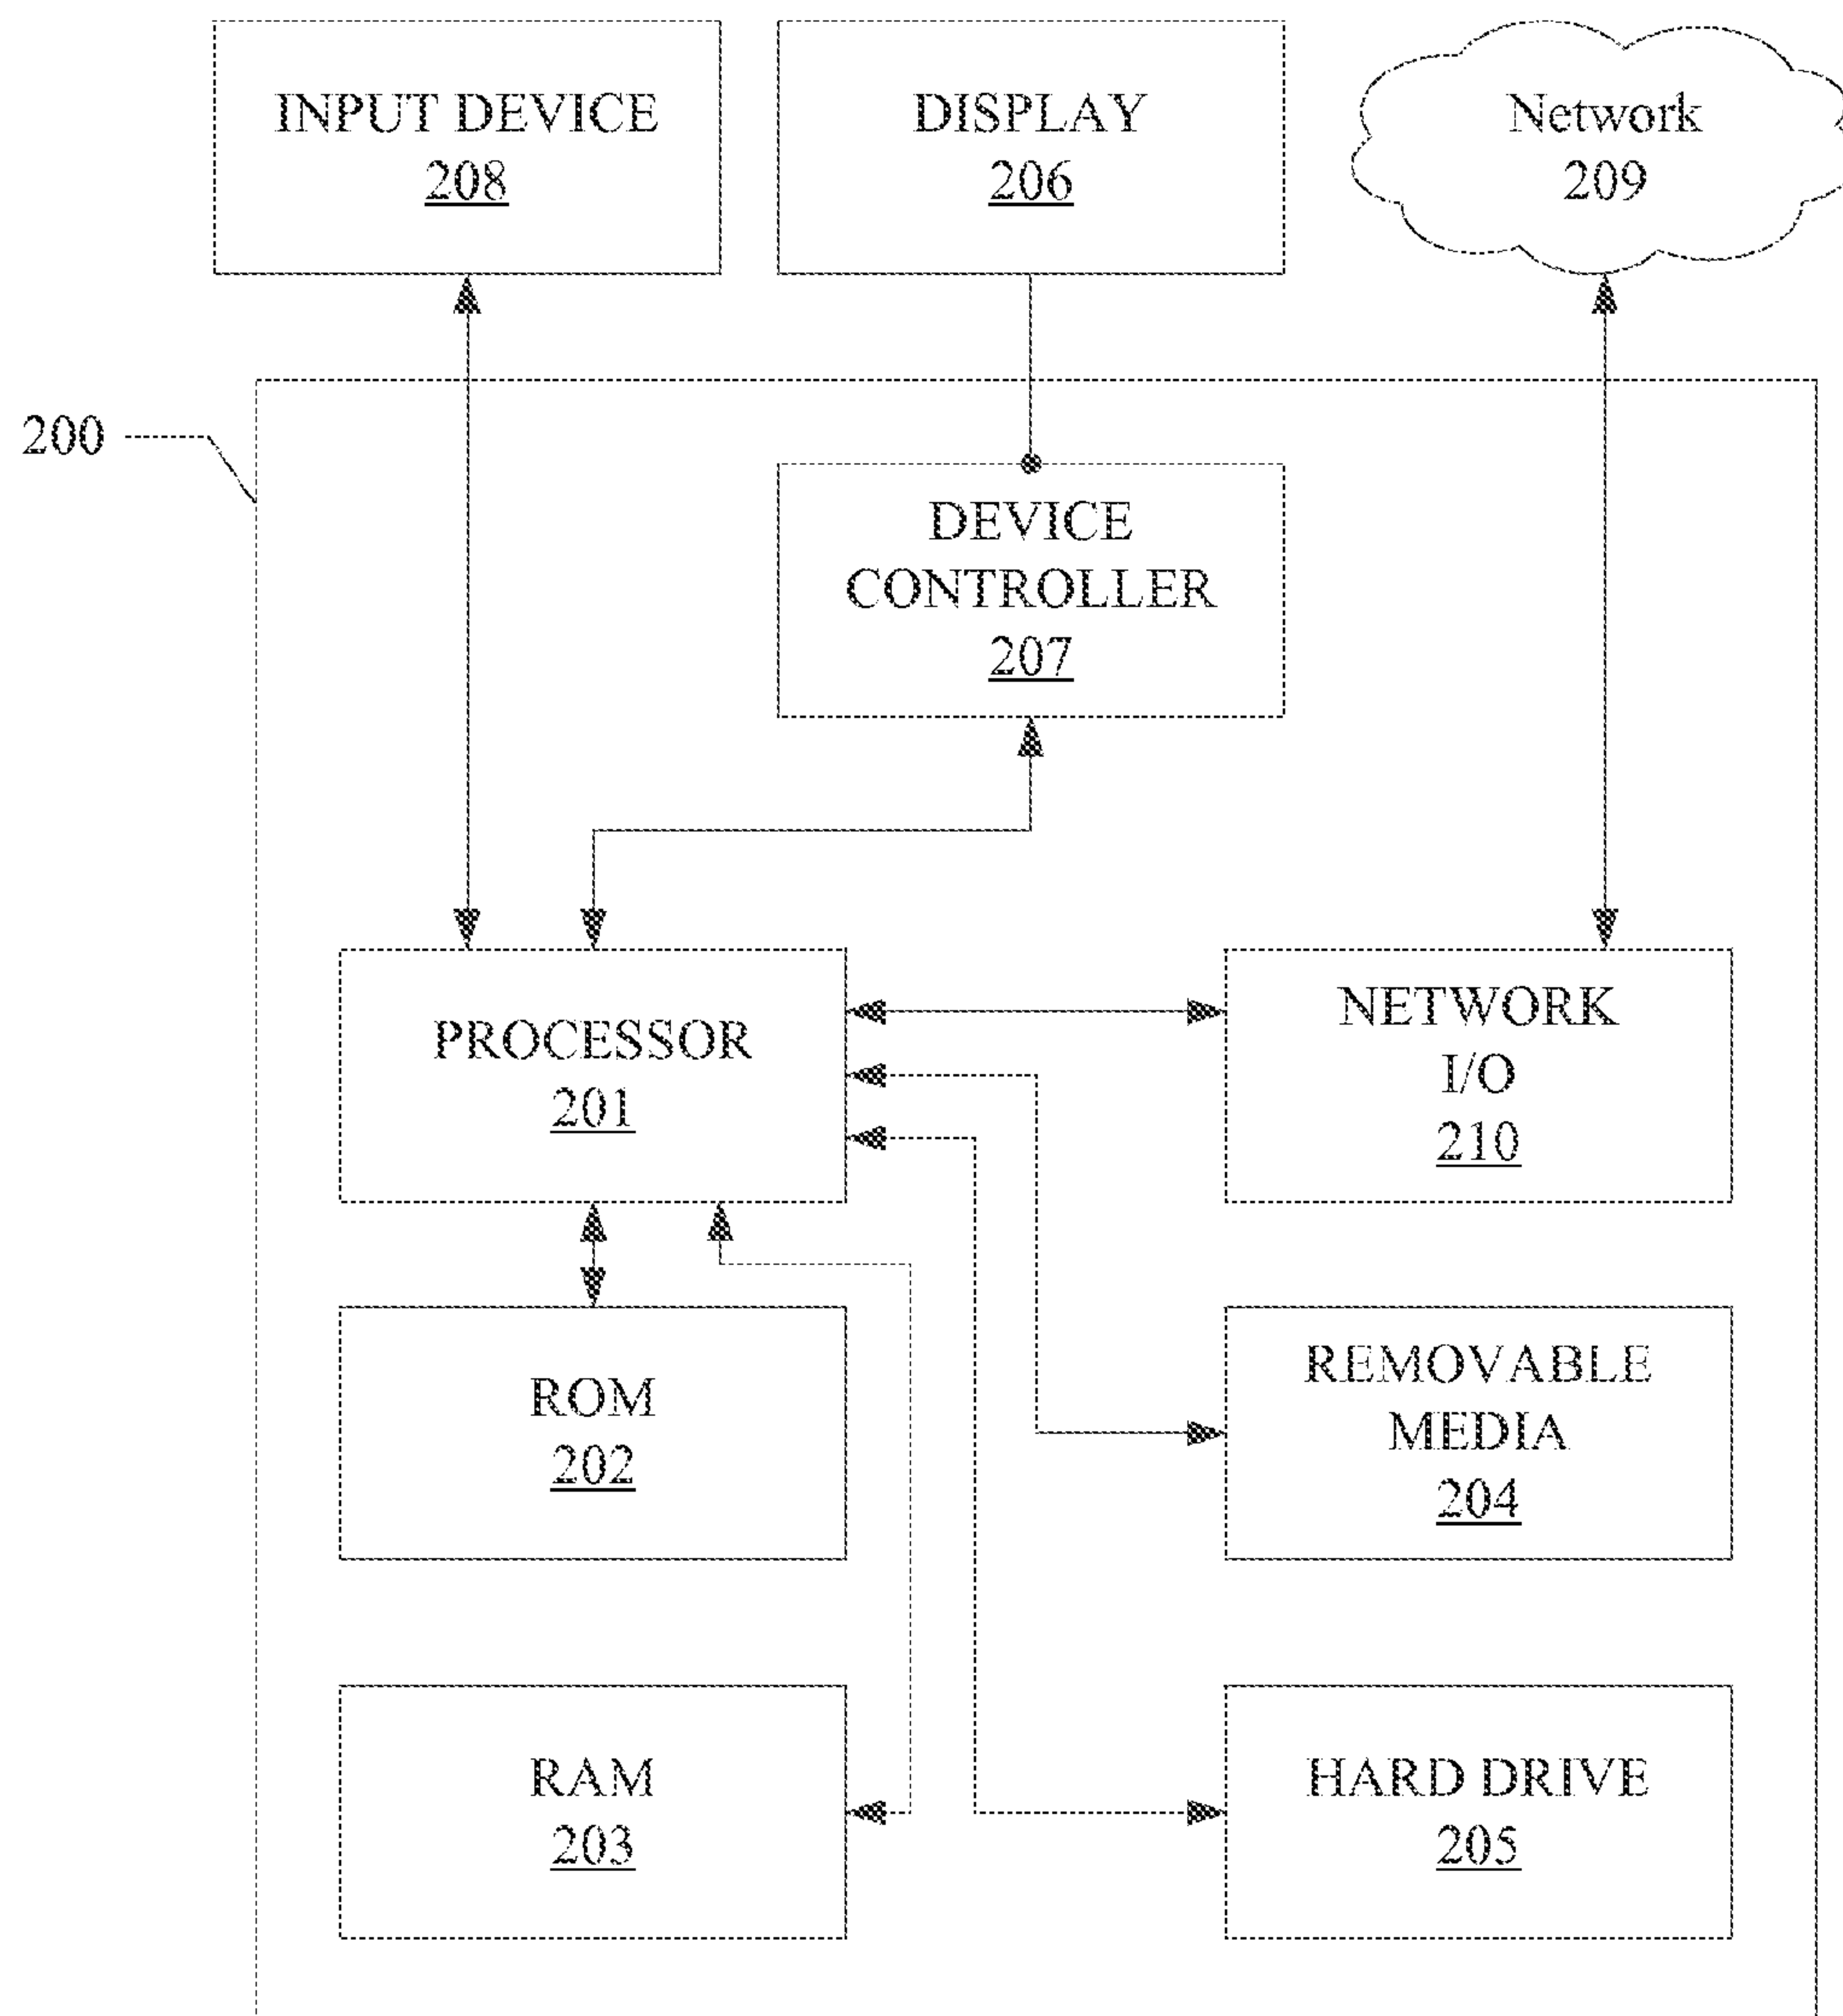 INPUT DEVICE
208
DISPLAY
206
Network
209
200
DEVICE
CONTROLLER
207
PROCESSOR
201
NETWORK
I/O
210
ROM
202
REMOVABLE
MEDIA
204
RAM
203
HARD DRIVE
205